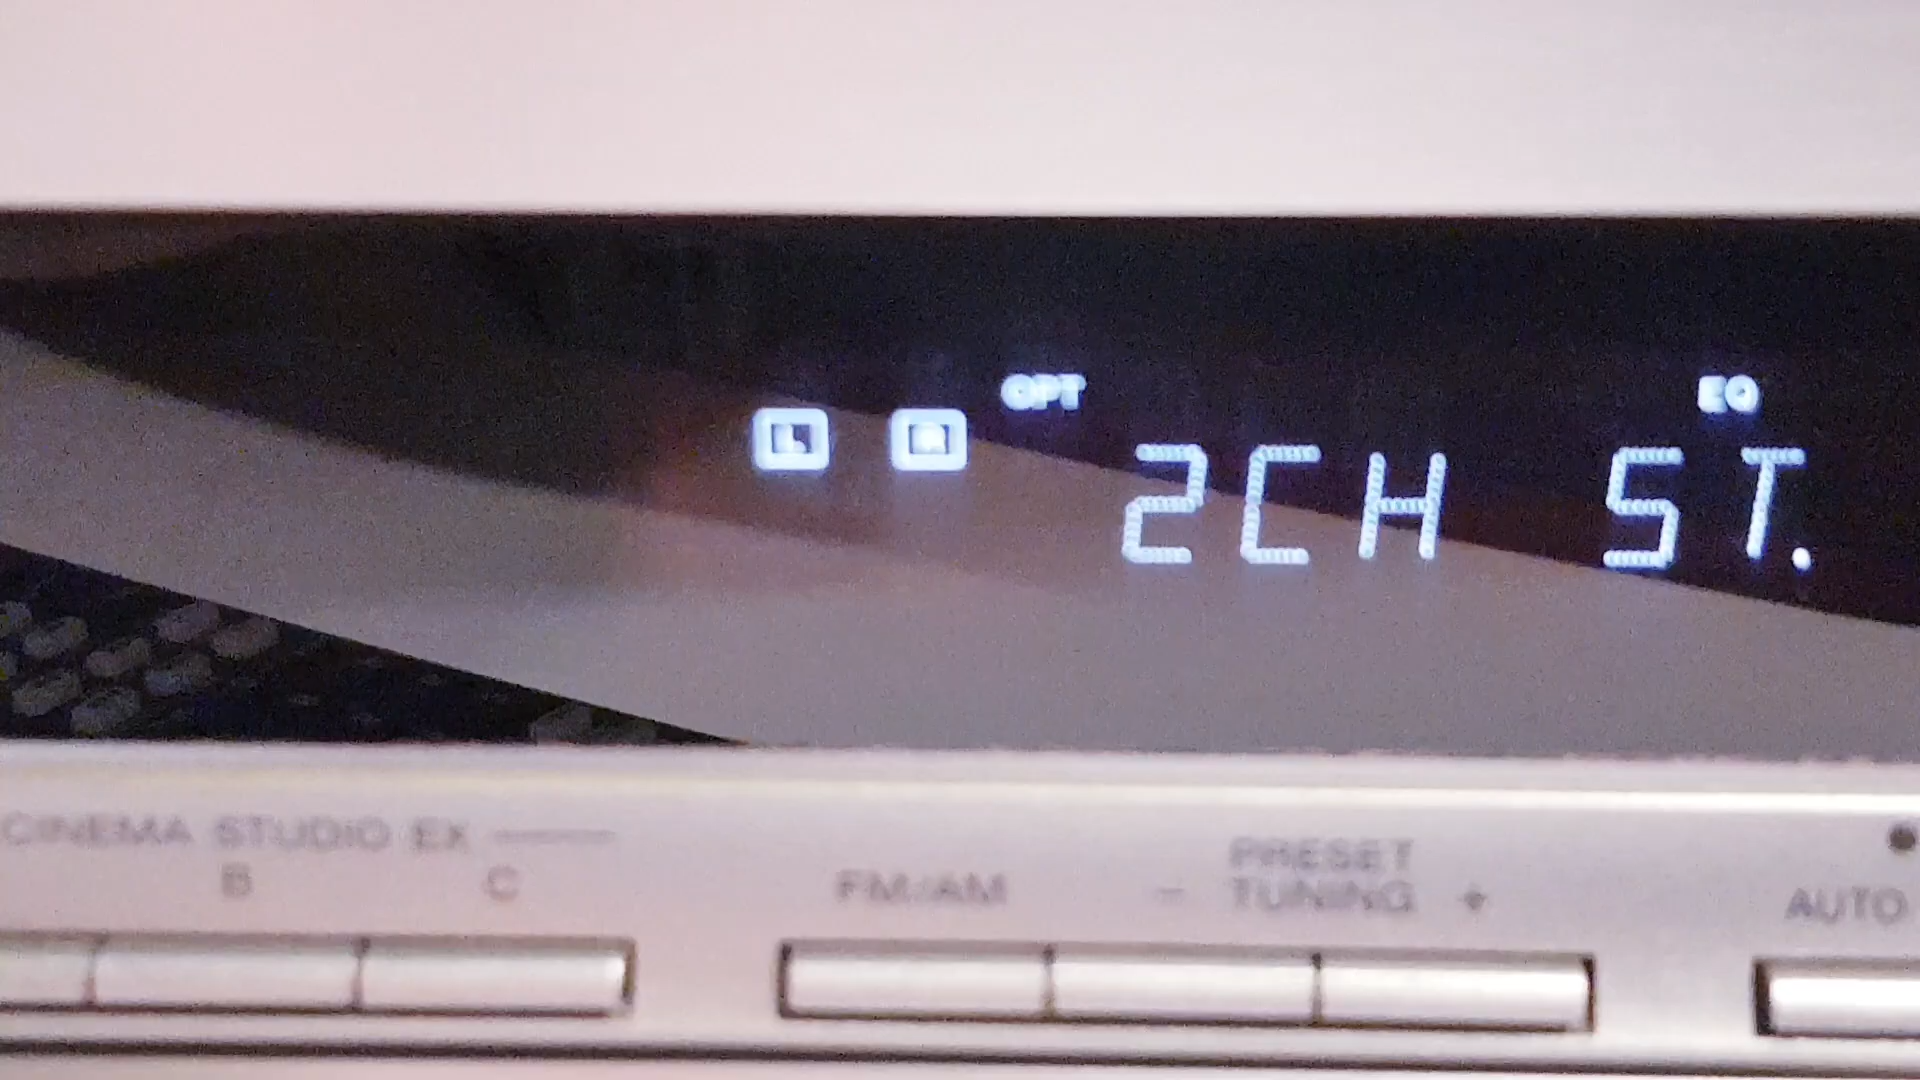 OPT EQ
L R 2CH ST.
CINEMA STUDIO EX
B C
FM/AM
PRESET
- TUNING +
AUTO